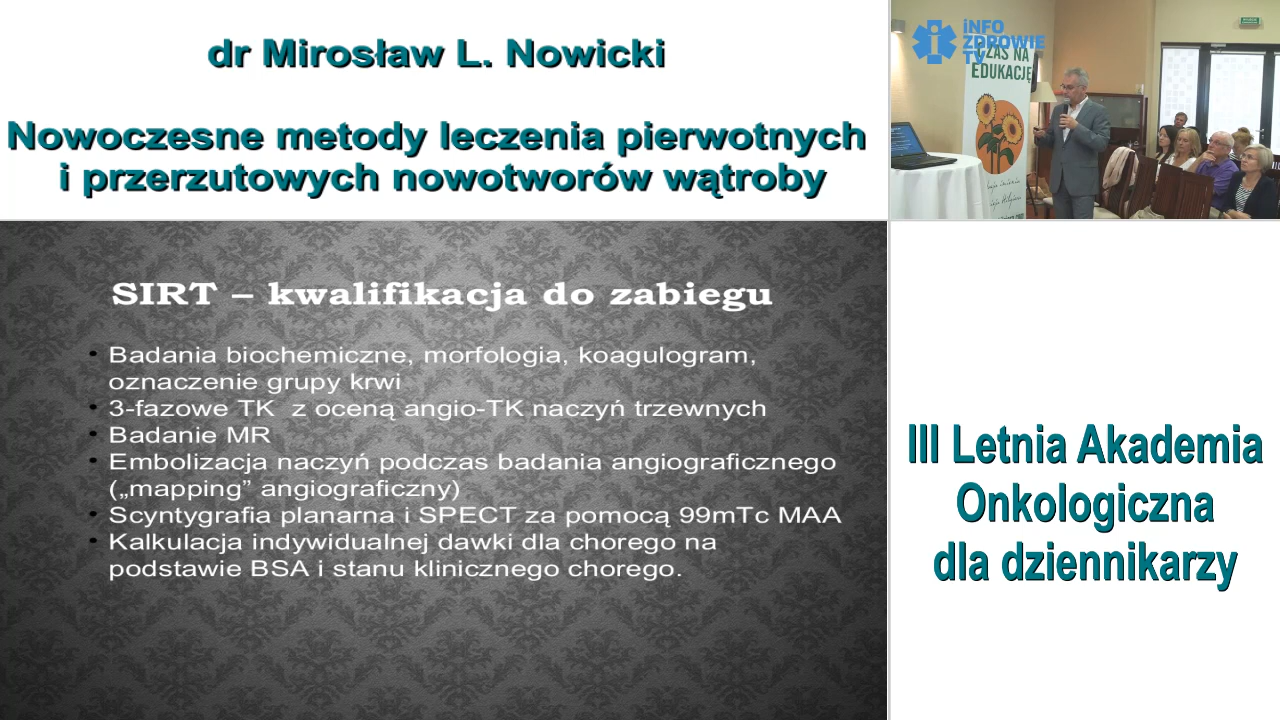 dr Mirosław L. Nowicki
Nowoczesne metody leczenia pierwotnych
i przerzutowych nowotworów wątroby
iNFO
ZDROWIE
TV
CZAS NA
EDUKACJĘ
SIRT – kwalifikacja do zabiegu
• Badania biochemiczne, morfologia, koagulogram,
oznaczenie grupy krwi
• 3-fazowe TK z oceną angio-TK naczyń trzewnych
• Badanie MR
• Embolizacja naczyń podczas badania angiograficznego
(„mapping” angiograficzny)
• Scyntygrafia planarna i SPECT za pomocą 99mTc MAA
• Kalkulacja indywidualnej dawki dla chorego na
podstawie BSA i stanu klinicznego chorego.
III Letnia Akademia
Onkologiczna
dla dziennikarzy